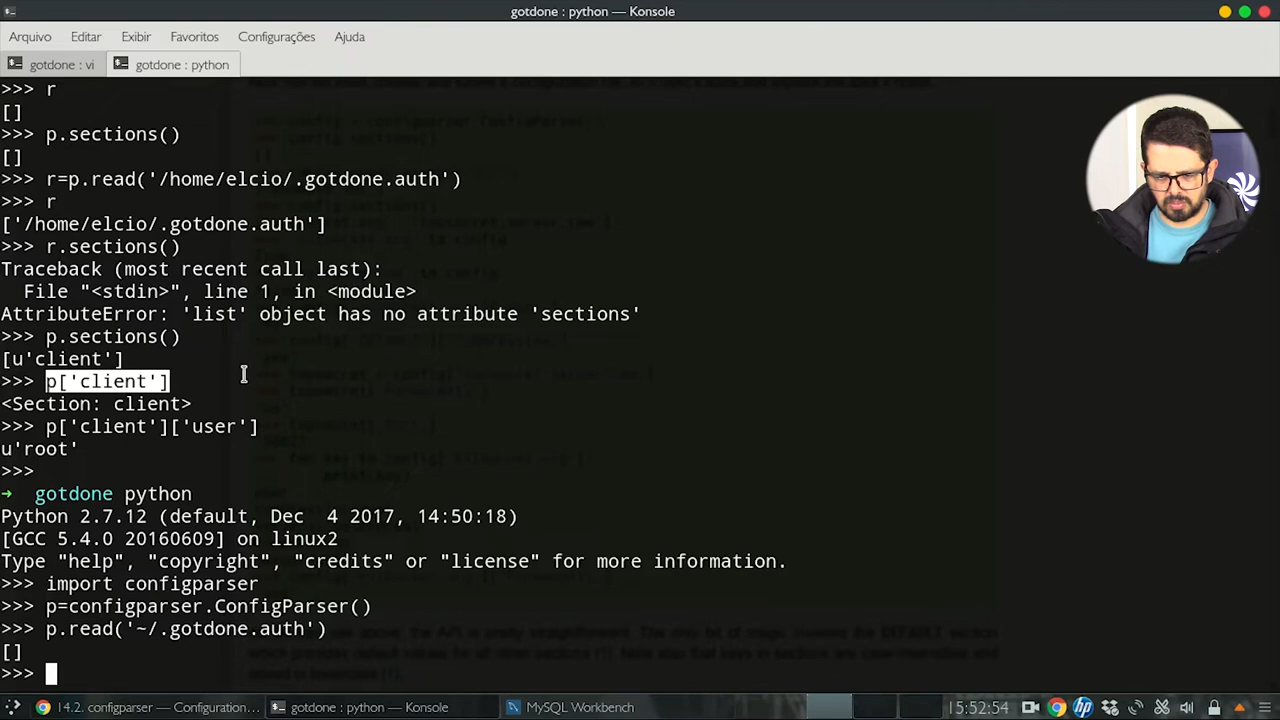 gotdone : python — Konsole
Arquivo Editar Exibir Favoritos Configurações Ajuda
gotdone : vi gotdone : python
>>> r
[]
>>> p.sections()
[]
>>> r=p.read('/home/elcio/.gotdone.auth')
>>> r
['/home/elcio/.gotdone.auth']
>>> r.sections()
Traceback (most recent call last):
  File "<stdin>", line 1, in <module>
AttributeError: 'list' object has no attribute 'sections'
>>> p.sections()
[u'client']
>>> p['client']
<Section: client>
>>> p['client']['user']
u'root'
>>>
→ gotdone python
Python 2.7.12 (default, Dec  4 2017, 14:50:18)
[GCC 5.4.0 20160609] on linux2
Type "help", "copyright", "credits" or "license" for more information.
>>> import configparser
>>> p=configparser.ConfigParser()
>>> p.read('~/.gotdone.auth')
[]
>>>
14.2. configparser — Configuration... gotdone : python — Konsole MySQL Workbench 15:52:54